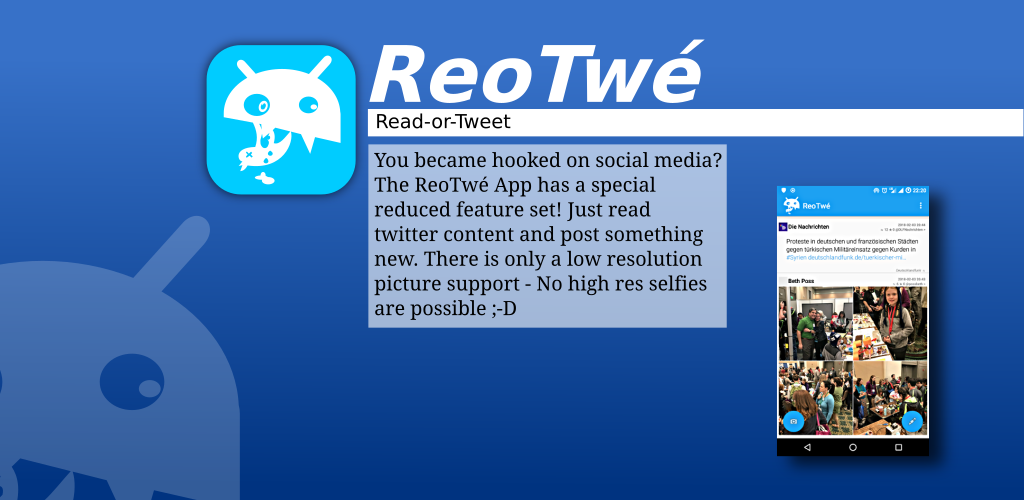 ReoTwé
Read-or-Tweet
You became hooked on social media?
The ReoTwé App has a special
reduced feature set! Just read
twitter content and post something
new. There is only a low resolution
picture support - No high res selfies
are possible ;-D
22:20
ReoTwé
Die Nachrichten
Proteste in deutschen und französischen Städten
gegen türkischen Militäreinsatz gegen Kurden in
#Syrien deutschlandfunk.de/tuerkischer-mi...
Beth Poss